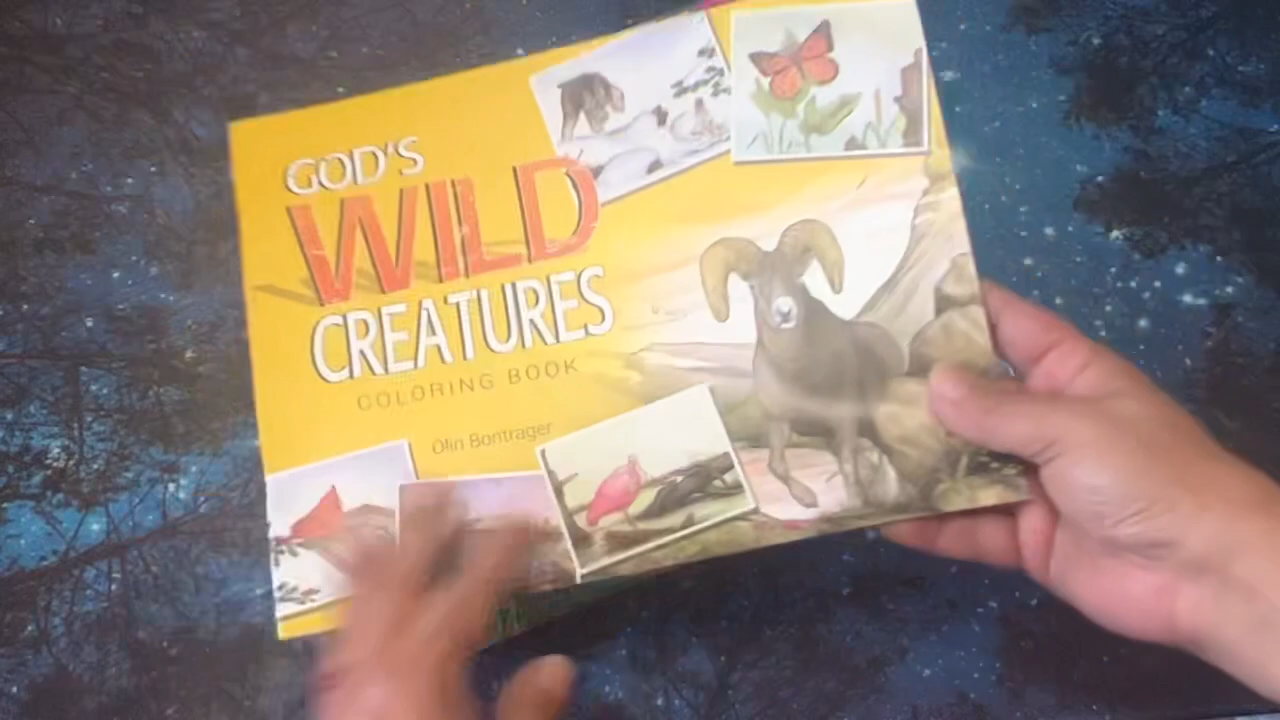 GOD'S
WILD
CREATURES
COLORING BOOK
Olin Bontrager